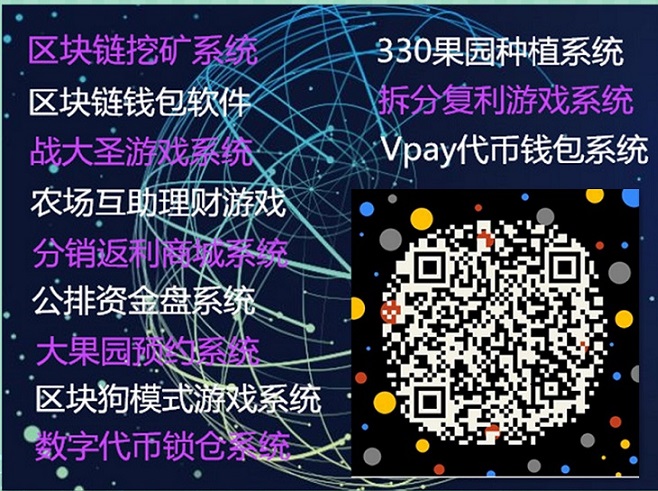 区块链挖矿系统
区块链钱包软件
战大圣游戏系统
农场互助理财游戏
分销返利商城系统
公排资金盘系统
大果园预约系统
区块狗模式游戏系统
数字代币锁仓系统
330果园种植系统
拆分复利游戏系统
Vpay代币钱包系统